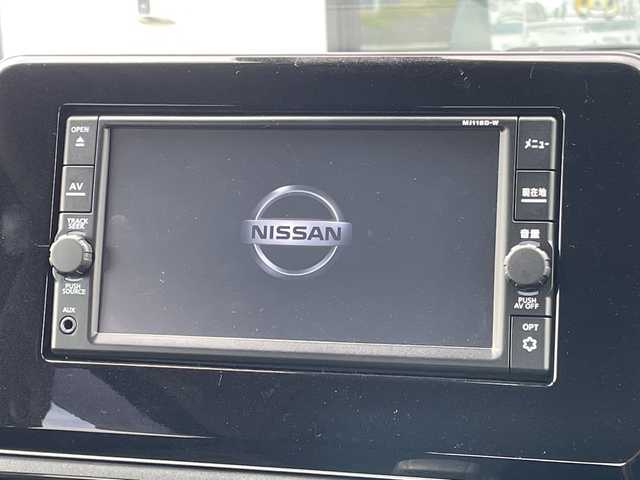 MJ118D-W
OPEN
AV
TRACK
SEEK
PUSH
SOURCE
AUX
NISSAN
メニュー
現在地
音量
PUSH
AV OFF
OPT